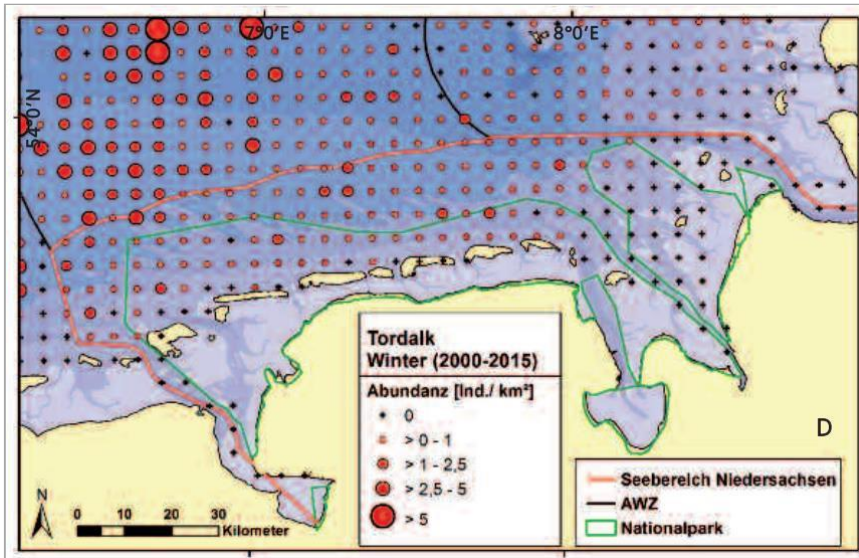 7°0'E 8°0'E
54°0'N
Tordalk
Winter (2000-2015)
Abundanz [Ind./ km²]
0
> 0 - 1
> 1 - 2,5
> 2,5 - 5
> 5
D
N
0 10 20 30
Kilometer
Seebereich Niedersachsen
AWZ
Nationalpark